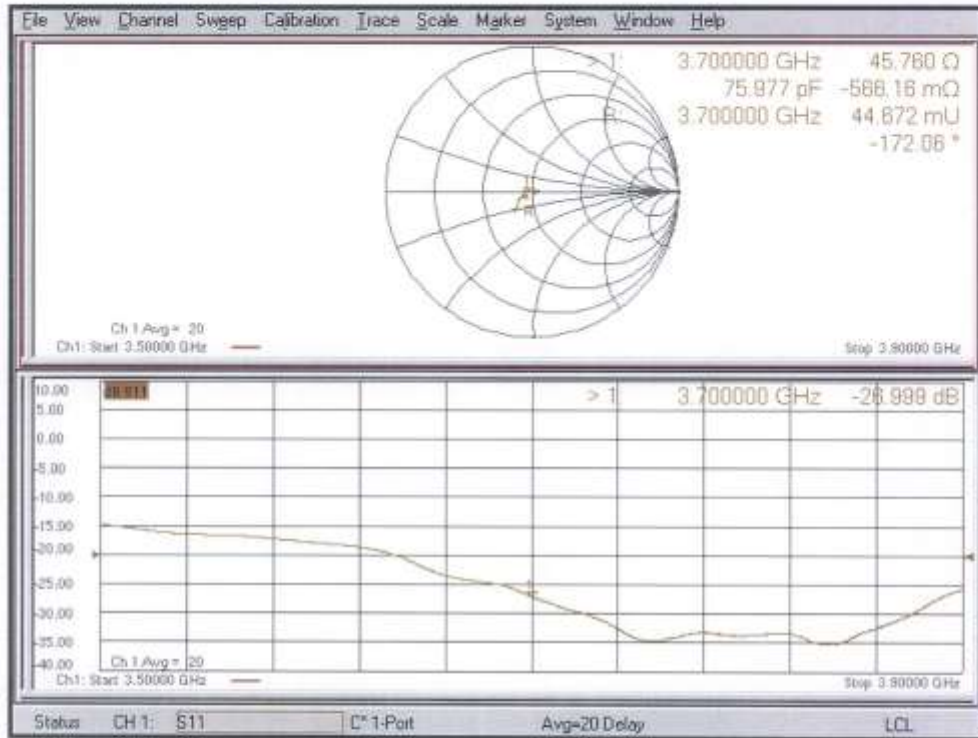 File View Channel Sweep Calibration Trace Scale Marker System Window Help
> 1: 3.700000 GHz 45.760 Ω
75.977 pF -566.16 mΩ
R: 3.700000 GHz 44.672 mU
-172.06 °
Ch 1 Avg = 20
Ch1: Start 3.50000 GHz Stop 3.90000 GHz
10.00
> 1 3.700000 GHz -26.999 dB
5.00
0.00
-5.00
-10.00
-15.00
-20.00
-25.00
-30.00
-35.00
-40.00
Ch 1 Avg = 20
Ch1: Start 3.50000 GHz Stop 3.90000 GHz
Status CH 1: S11 C* 1-Port Avg=20 Delay LCL